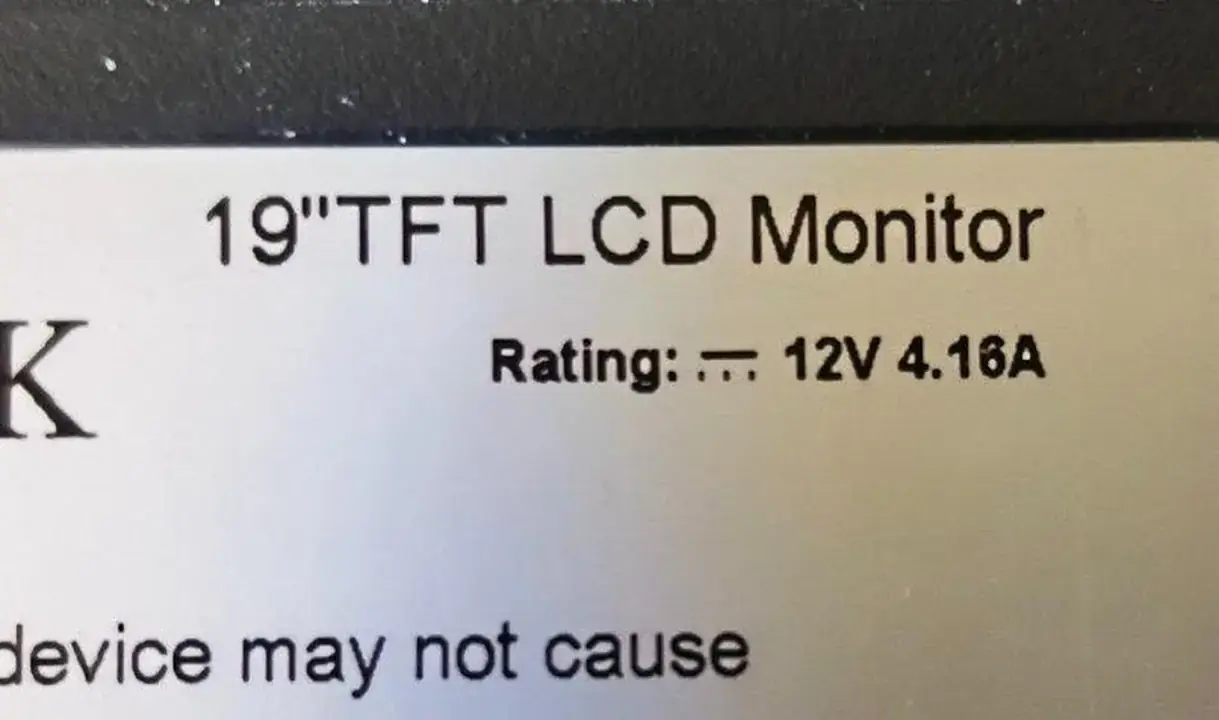 19"TFT LCD Monitor
K
Rating: ⎓ 12V 4.16A
device may not cause